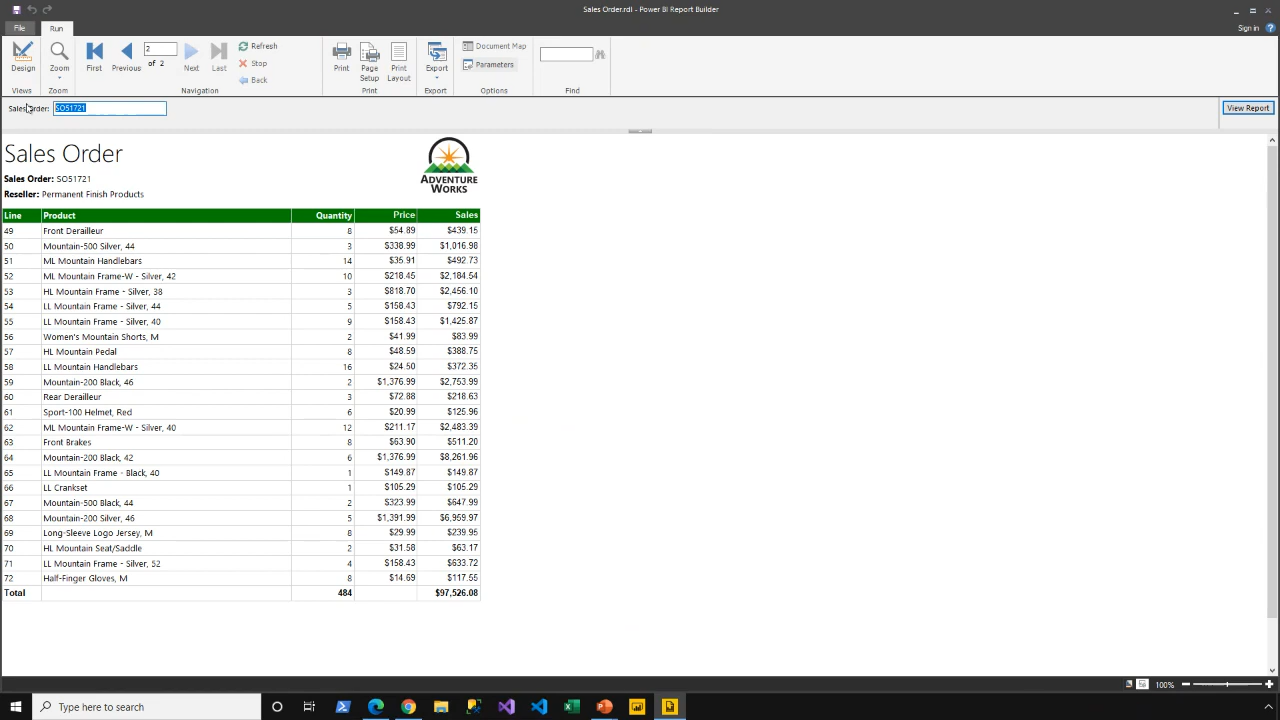 Sales Order.rdl - Power BI Report Builder
File Run Sign in
2
of 2
Design Zoom First Previous Next Last Refresh Stop Back Print Page Setup Print Layout Export Document Map Parameters
Views Zoom Navigation Print Export Options Find
Sales Order: SO51721 View Report
Sales Order
ADVENTURE
WORKS
Sales Order: SO51721
Reseller: Permanent Finish Products
Line Product Quantity Price Sales
49 Front Derailleur 8 $54.89 $439.15
50 Mountain-500 Silver, 44 3 $338.99 $1,016.98
51 ML Mountain Handlebars 14 $35.91 $492.73
52 ML Mountain Frame-W - Silver, 42 10 $218.45 $2,184.54
53 HL Mountain Frame - Silver, 38 3 $818.70 $2,456.10
54 LL Mountain Frame - Silver, 44 5 $158.43 $792.15
55 LL Mountain Frame - Silver, 40 9 $158.43 $1,425.87
56 Women's Mountain Shorts, M 2 $41.99 $83.99
57 HL Mountain Pedal 8 $48.59 $388.75
58 LL Mountain Handlebars 16 $24.50 $372.35
59 Mountain-200 Black, 46 2 $1,376.99 $2,753.99
60 Rear Derailleur 3 $72.88 $218.63
61 Sport-100 Helmet, Red 6 $20.99 $125.96
62 ML Mountain Frame-W - Silver, 40 12 $211.17 $2,483.39
63 Front Brakes 8 $63.90 $511.20
64 Mountain-200 Black, 42 6 $1,376.99 $8,261.96
65 LL Mountain Frame - Black, 40 1 $149.87 $149.87
66 LL Crankset 1 $105.29 $105.29
67 Mountain-500 Black, 44 2 $323.99 $647.99
68 Mountain-200 Silver, 46 5 $1,391.99 $6,959.97
69 Long-Sleeve Logo Jersey, M 8 $29.99 $239.95
70 HL Mountain Seat/Saddle 2 $31.58 $63.17
71 LL Mountain Frame - Silver, 52 4 $158.43 $633.72
72 Half-Finger Gloves, M 8 $14.69 $117.55
Total 484 $97,526.08
100%
Type here to search